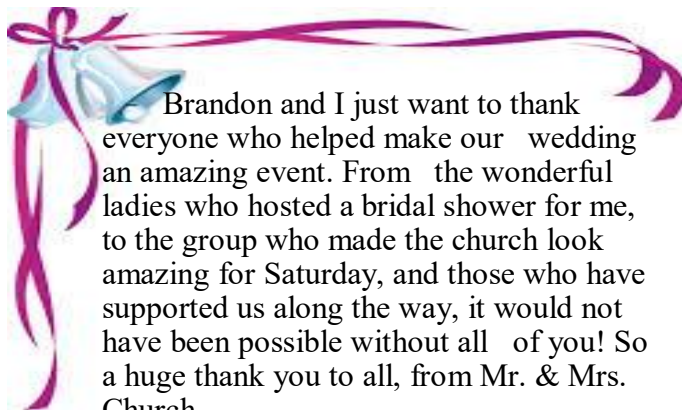 Brandon and I just want to thank
everyone who helped make our wedding
an amazing event. From the wonderful
ladies who hosted a bridal shower for me,
to the group who made the church look
amazing for Saturday, and those who have
supported us along the way, it would not
have been possible without all of you! So
a huge thank you to all, from Mr. & Mrs.
Church